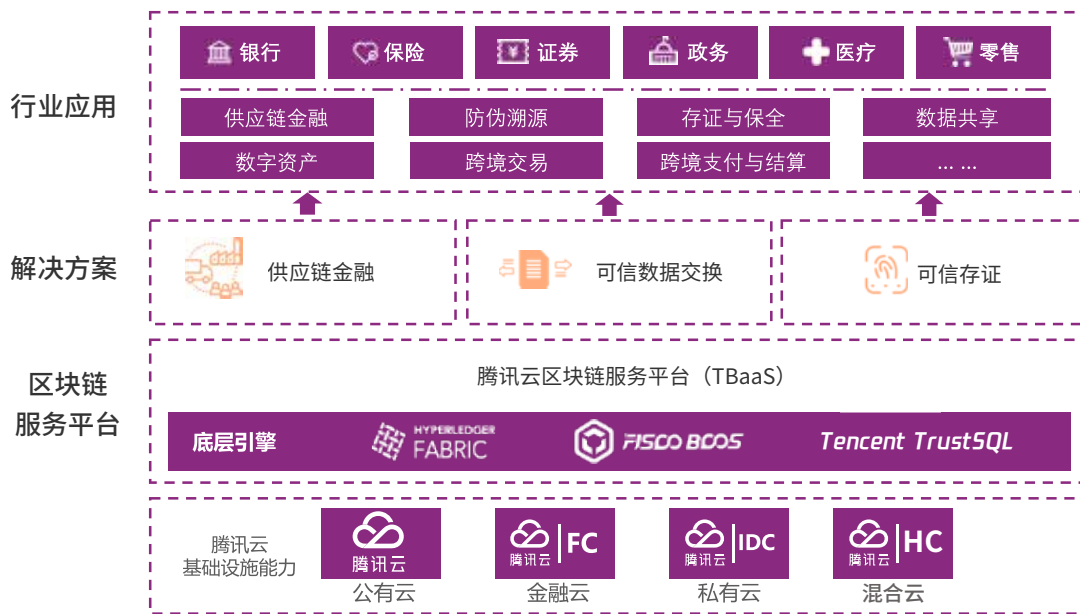 行业应用
银行 保险 证券 政务 医疗 零售
供应链金融 防伪溯源 存证与保全 数据共享
数字资产 跨境交易 跨境支付与结算 ... ...
解决方案
供应链金融 可信数据交换 可信存证
区块链
服务平台
腾讯云区块链服务平台（TBaaS）
底层引擎 HYPERLEDGER FABRIC FISCO BCOS Tencent TrustSQL
腾讯云
基础设施能力
腾讯云 腾讯云 FC 腾讯云 IDC 腾讯云 HC
公有云 金融云 私有云 混合云